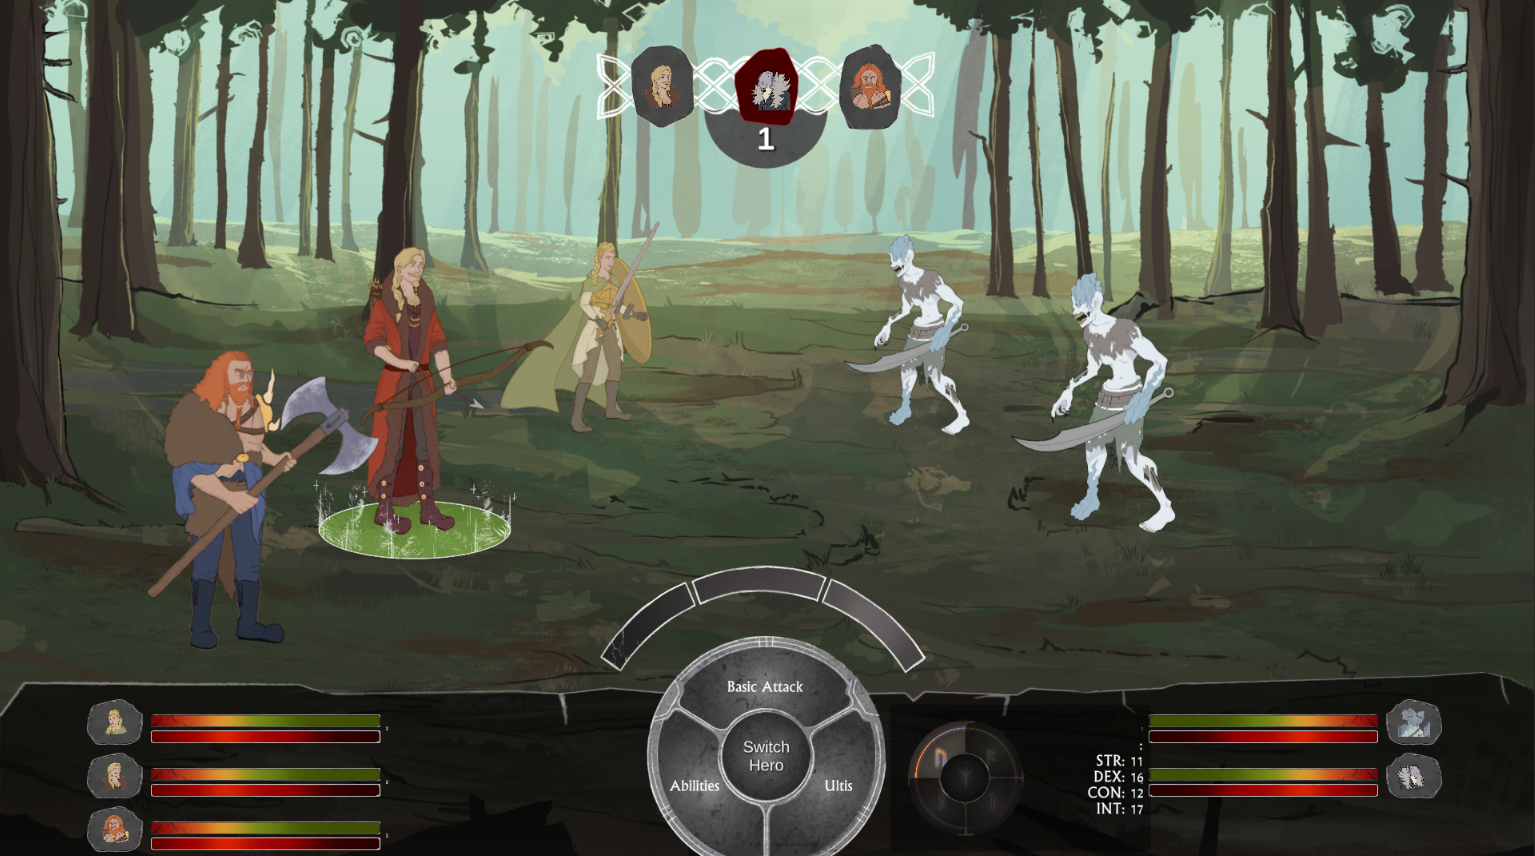 1
Basic Attack
Switch
Hero
Abilities
Ultis
:
STR: 11
DEX: 16
CON: 12
INT: 17